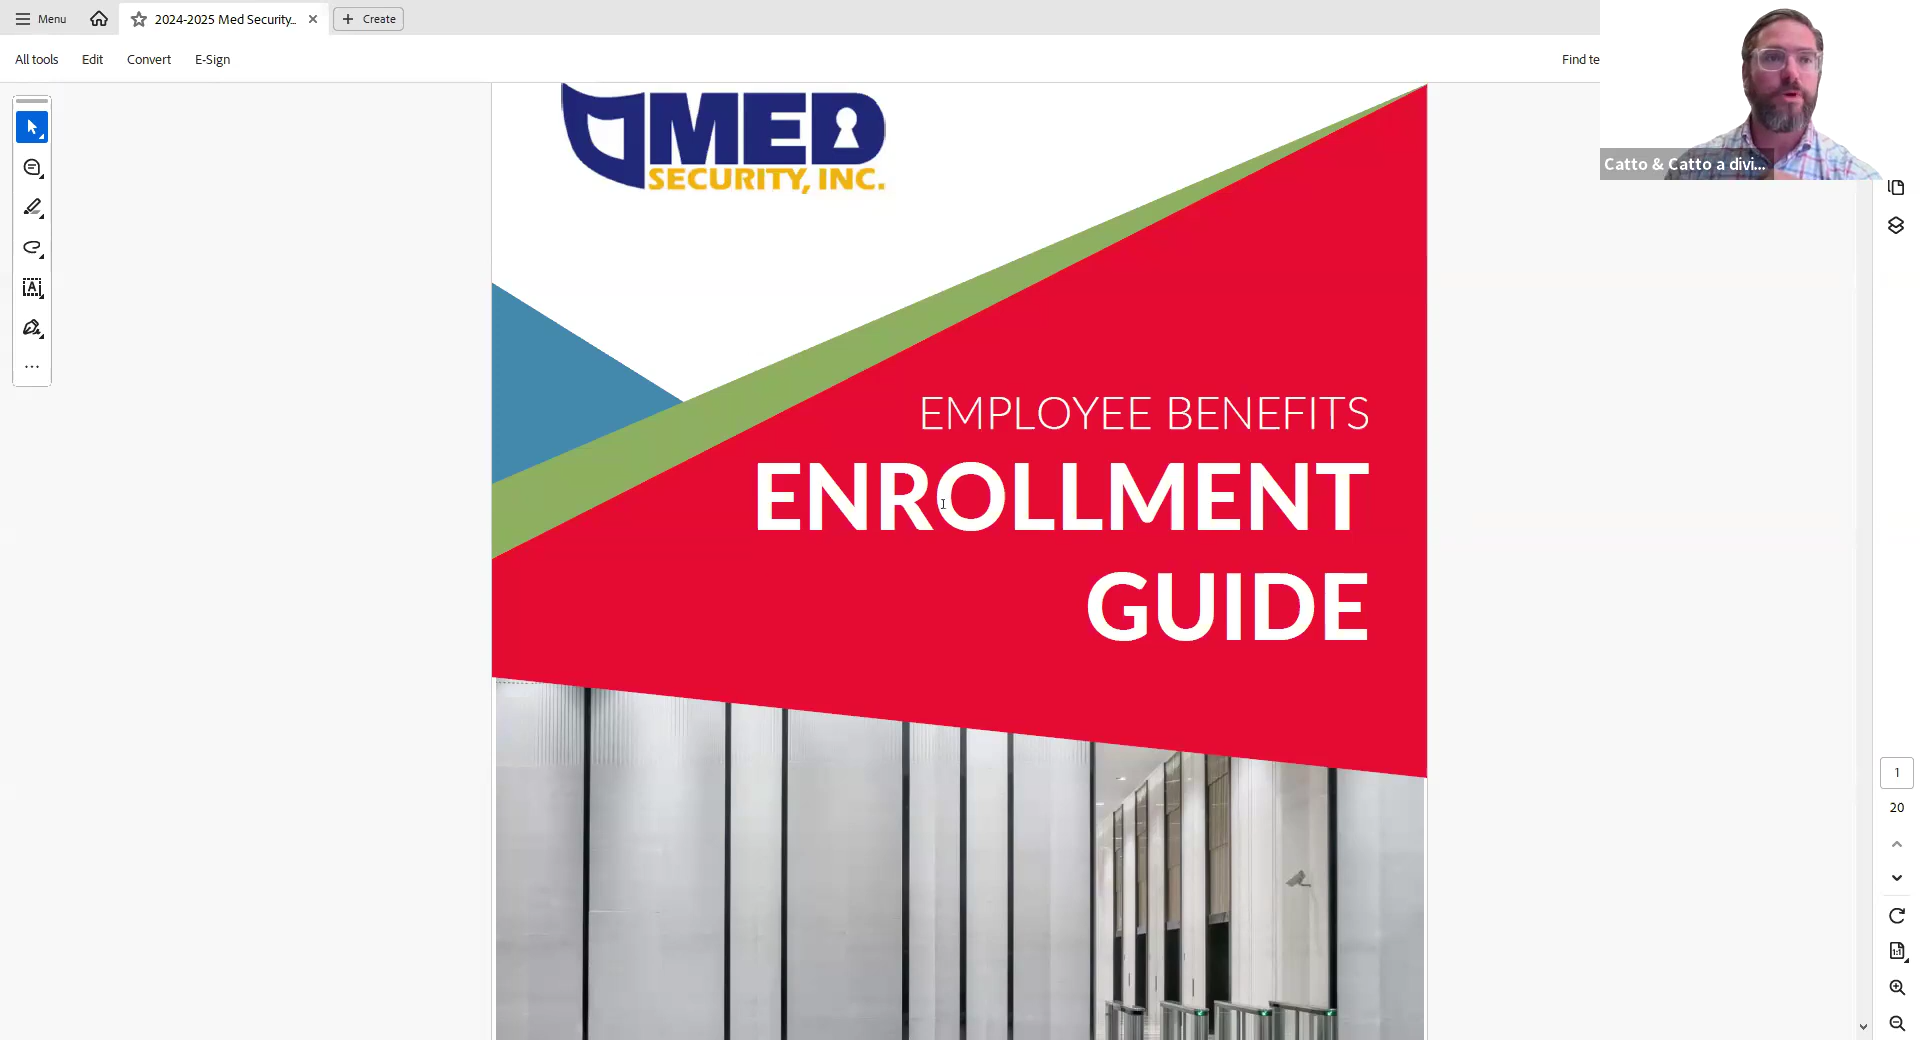 Menu
2024-2025 Med Security...
Create
All tools
Edit
Convert
E-Sign
Find te
Catto & Catto a divi...
MED
SECURITY, INC.
EMPLOYEE BENEFITS
ENROLLMENT
GUIDE
1
20